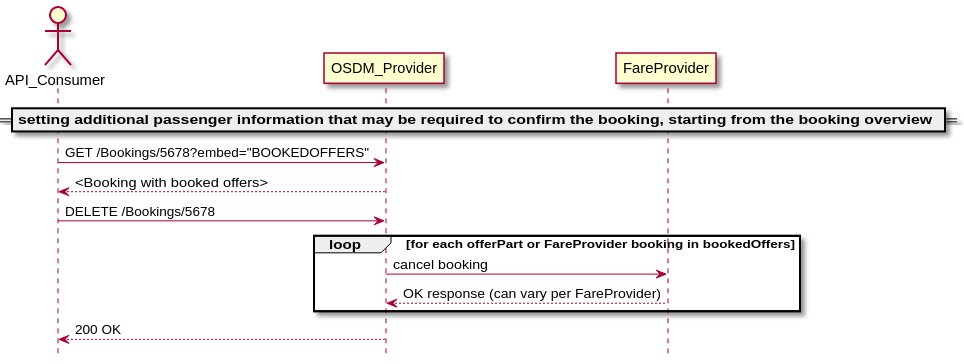 API_Consumer
OSDM_Provider
FareProvider
setting additional passenger information that may be required to confirm the booking, starting from the booking overview
GET /Bookings/5678?embed="BOOKEDOFFERS"
<Booking with booked offers>
DELETE /Bookings/5678
loop [for each offerPart or FareProvider booking in bookedOffers]
cancel booking
OK response (can vary per FareProvider)
200 OK